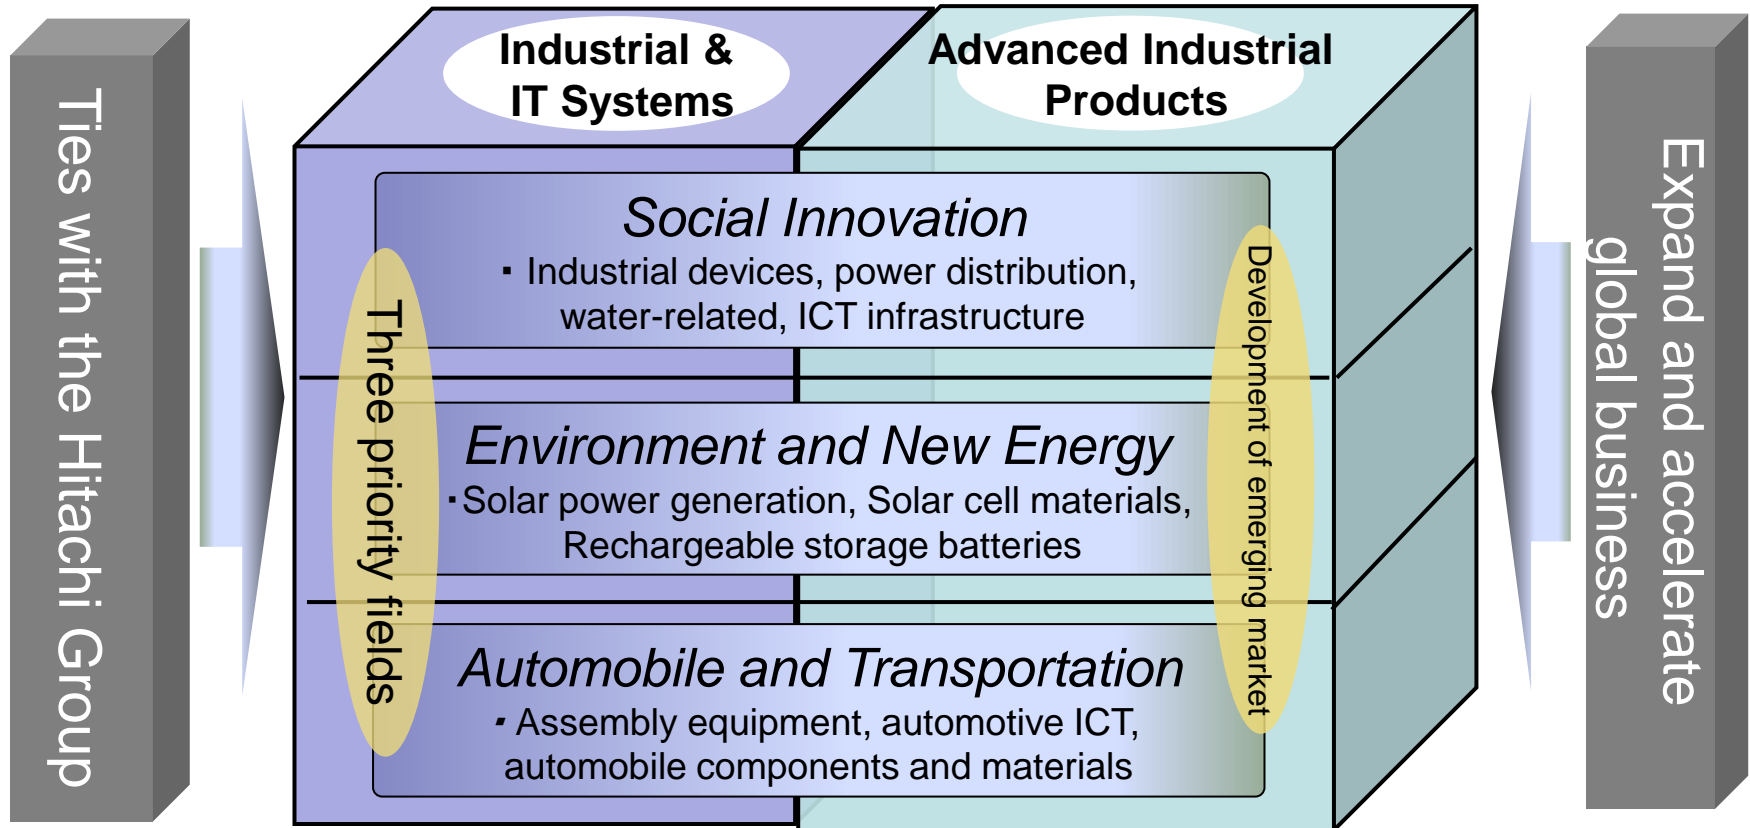 Industrial &
IT Systems
Advanced Industrial
Products
Ties with the Hitachi Group
Three priority fields
Social Innovation
▪ Industrial devices, power distribution,
water-related, ICT infrastructure
Environment and New Energy
▪Solar power generation, Solar cell materials,
Rechargeable storage batteries
Automobile and Transportation
▪ Assembly equipment, automotive ICT,
automobile components and materials
Development of emerging market
Expand and accelerate
global business